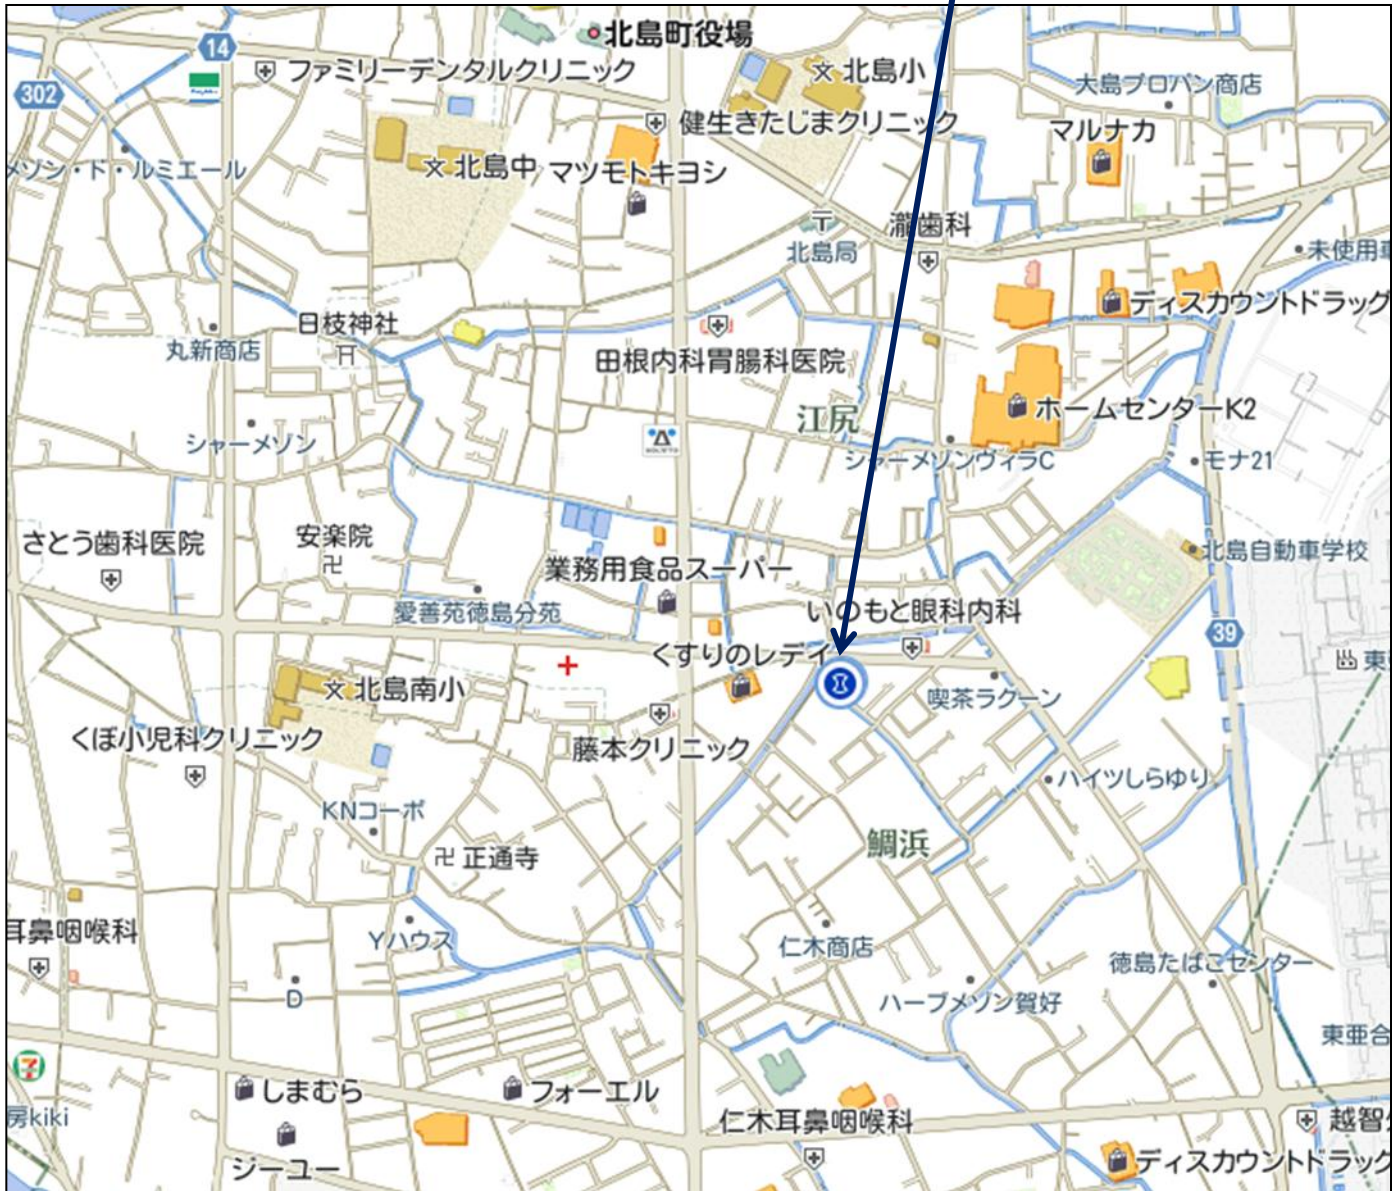 北島町役場
14
ファミリーデンタルクリニック
北島小
302
大島プロパン商店
健生きたじまクリニック
マルナカ
メゾン・ド・ルミエール
北島中
マツモトキヨシ
瀧歯科
北島局
未使用車
ディスカウントドラッグ
日枝神社
丸新商店
田根内科胃腸科医院
江尻
ホームセンターK2
シャーメゾン
シャーメゾンヴィラC
モナ21
さとう歯科医院
安楽院
北島自動車学校
業務用食品スーパー
愛善苑徳島分苑
いのもと眼科内科
39
くすりのレディ
東
北島南小
喫茶ラクーン
くぼ小児科クリニック
藤本クリニック
ハイツしらゆり
KNコーポ
鯛浜
正通寺
耳鼻咽喉科
Yハウス
仁木商店
徳島たばこセンター
D
ハーブメゾン賀好
東亜合
7
しまむら
フォーエル
房kiki
仁木耳鼻咽喉科
越智
ジーユー
ディスカウントドラッグ